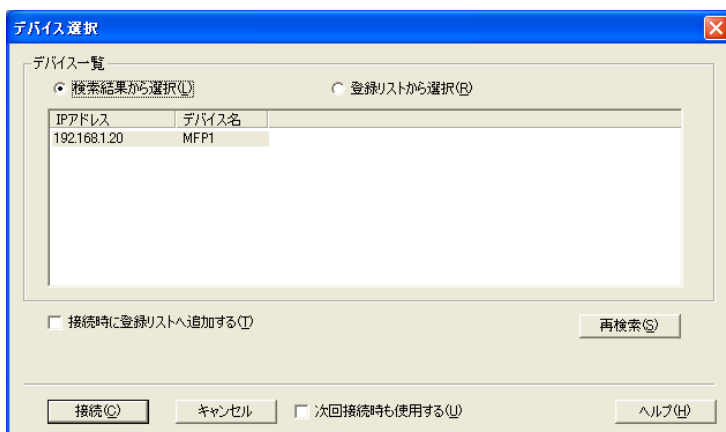 デバイス選択
デバイス一覧
検索結果から選択(L) 登録リストから選択(R)
IPアドレス デバイス名
192.168.1.20 MFP1
接続時に登録リストへ追加する(T) 再検索(S)
接続(C) キャンセル 次回接続時も使用する(U) ヘルプ(H)